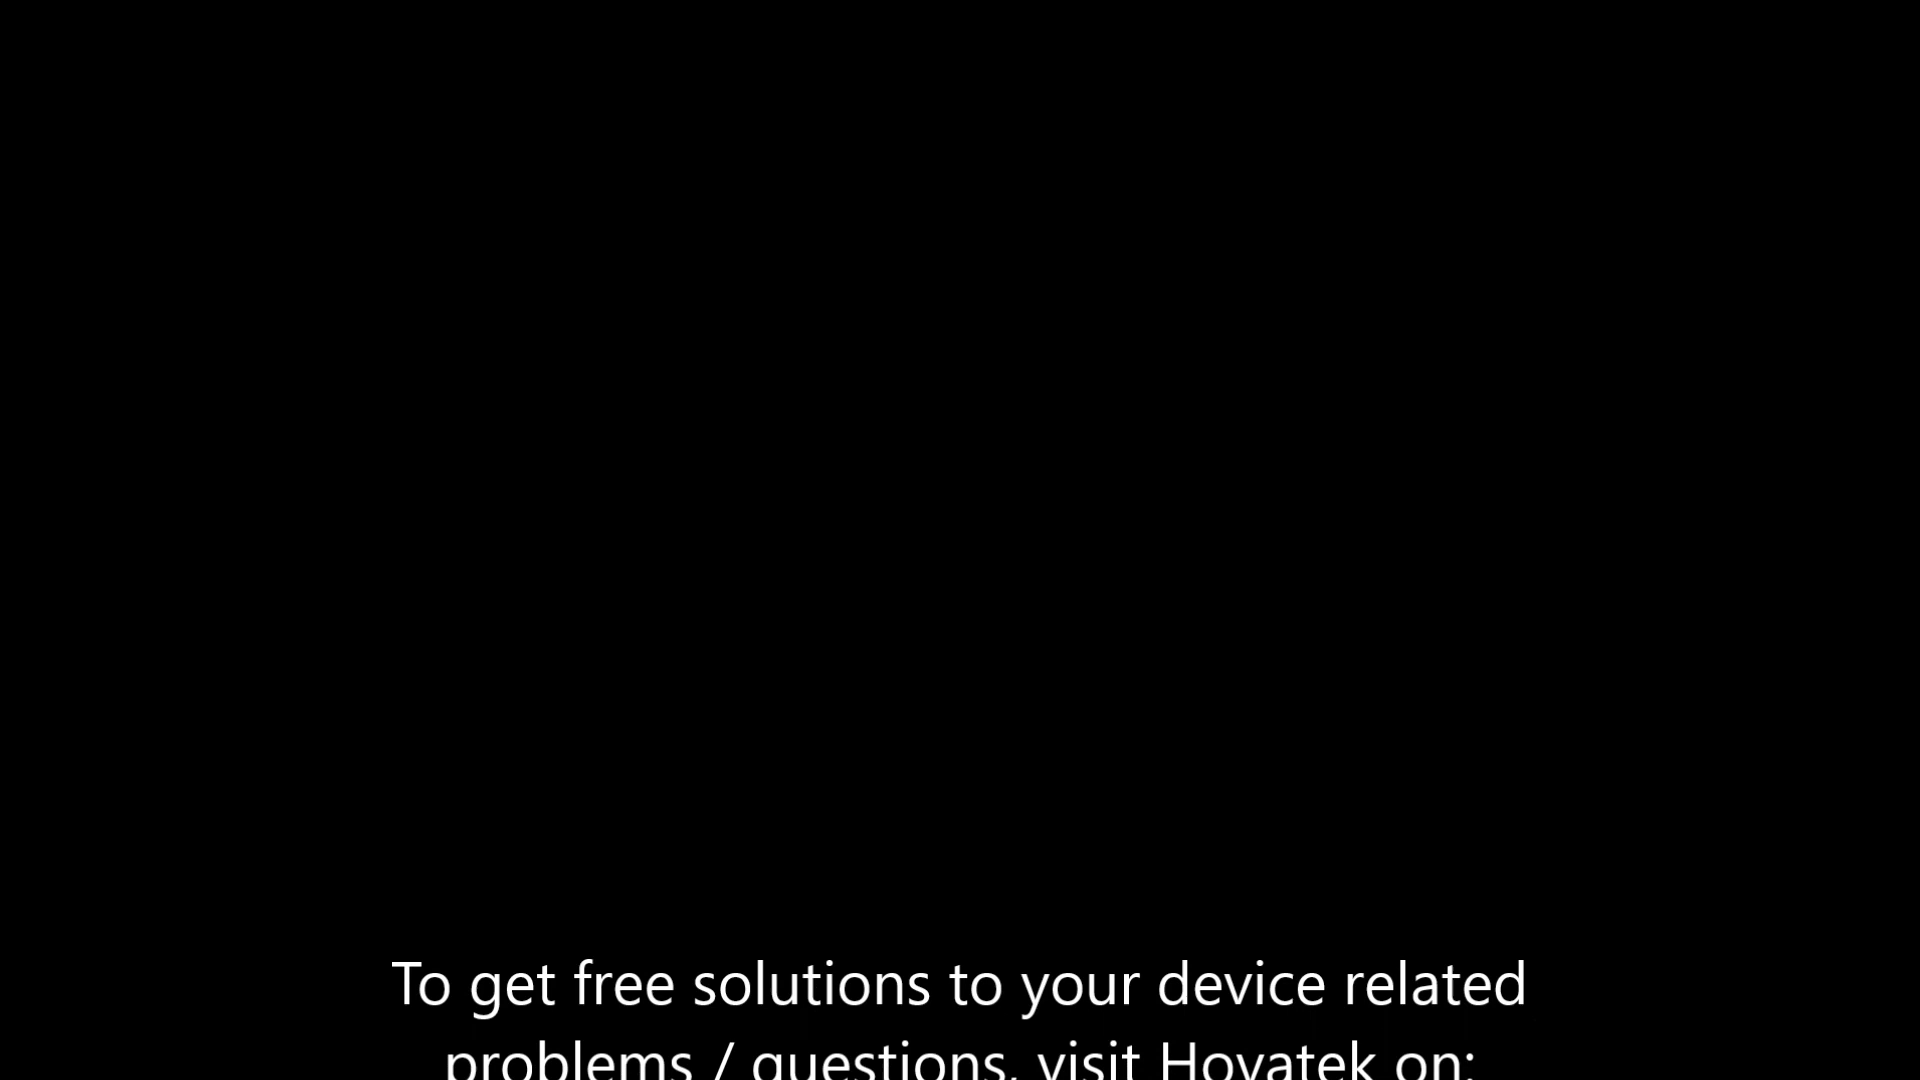 To get free solutions to your device related
problems / questions, visit Hovatek on: